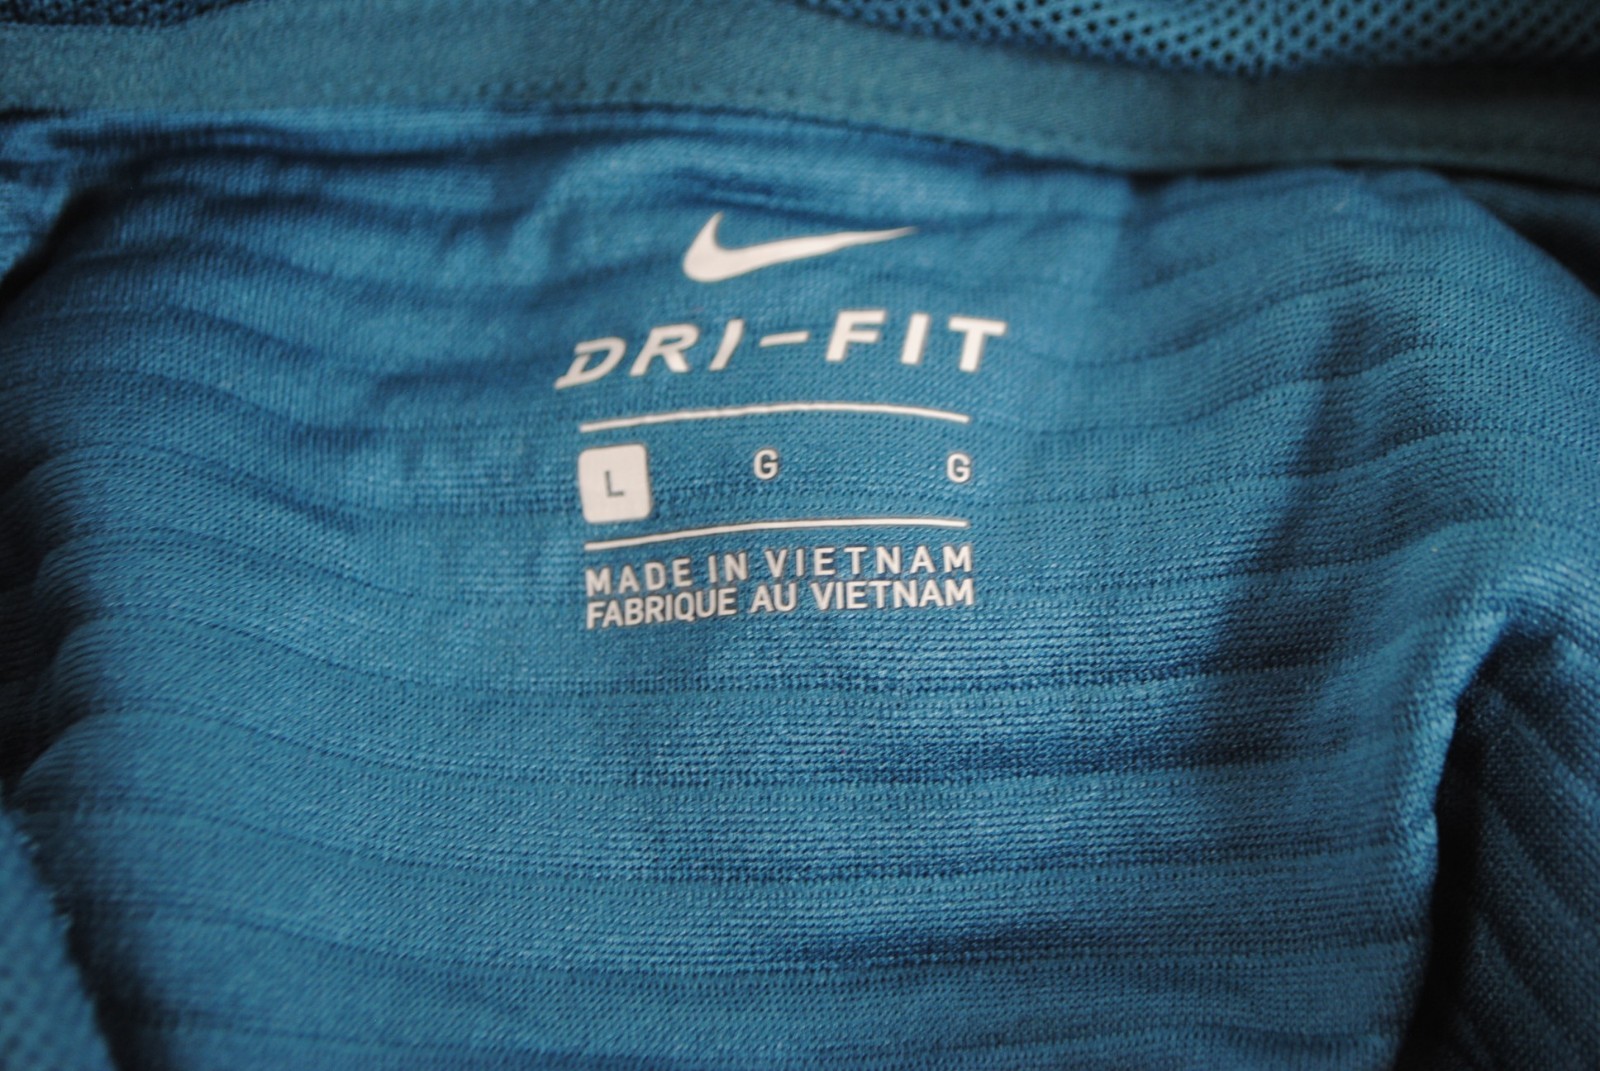 DRI-FIT
L G G
MADE IN VIETNAM
FABRIQUE AU VIETNAM